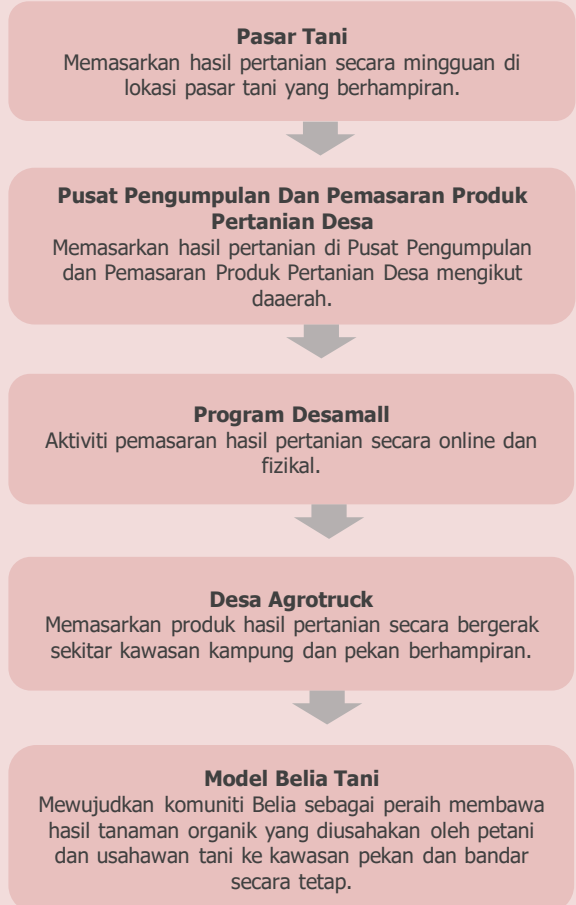 Pasar Tani
Memasarkan hasil pertanian secara mingguan di
lokasi pasar tani yang berhampiran.
Pusat Pengumpulan Dan Pemasaran Produk
Pertanian Desa
Memasarkan hasil pertanian di Pusat Pengumpulan
dan Pemasaran Produk Pertanian Desa mengikut
daaerah.
Program Desamall
Aktiviti pemasaran hasil pertanian secara online dan
fizikal.
Desa Agrotruck
Memasarkan produk hasil pertanian secara bergerak
sekitar kawasan kampung dan pekan berhampiran.
Model Belia Tani
Mewujudkan komuniti Belia sebagai peraih membawa
hasil tanaman organik yang diusahakan oleh petani
dan usahawan tani ke kawasan pekan dan bandar
secara tetap.